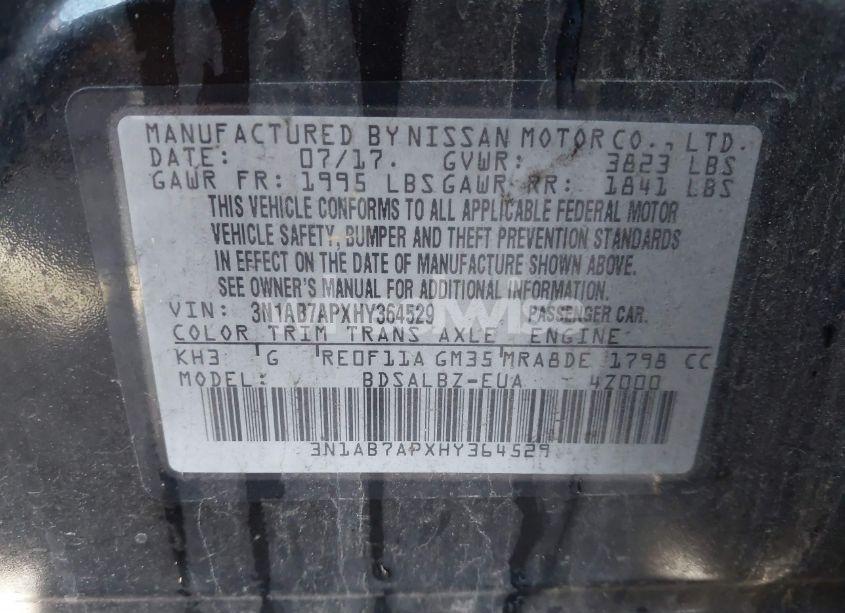 MANUFACTURED BY NISSAN MOTOR CO., LTD.
DATE: 07/17. GVWR: 3823 LBS
GAWR FR: 1995 LBS GAWR RR: 1841 LBS
THIS VEHICLE CONFORMS TO ALL APPLICABLE FEDERAL MOTOR
VEHICLE SAFETY, BUMPER AND THEFT PREVENTION STANDARDS
IN EFFECT ON THE DATE OF MANUFACTURE SHOWN ABOVE.
SEE OWNER'S MANUAL FOR ADDITIONAL INFORMATION.
VIN: 3N1AB7APXHY364529 PASSENGER CAR.
COLOR TRIM TRANS AXLE ENGINE
KH3 G RE0F11A GM35 MRA8DE 1798 CC
MODEL: BDSALBZ-EUA 47000
3N1AB7APXHY364529